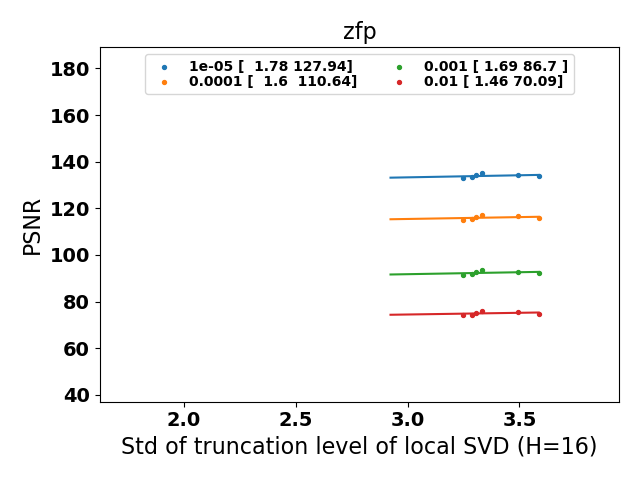 zfp
1e-05 [  1.78 127.94]
0.0001 [  1.6  110.64]
0.001 [ 1.69 86.7 ]
0.01 [ 1.46 70.09]
180
160
140
120
100
80
60
40
PSNR
2.0 2.5 3.0 3.5
Std of truncation level of local SVD (H=16)